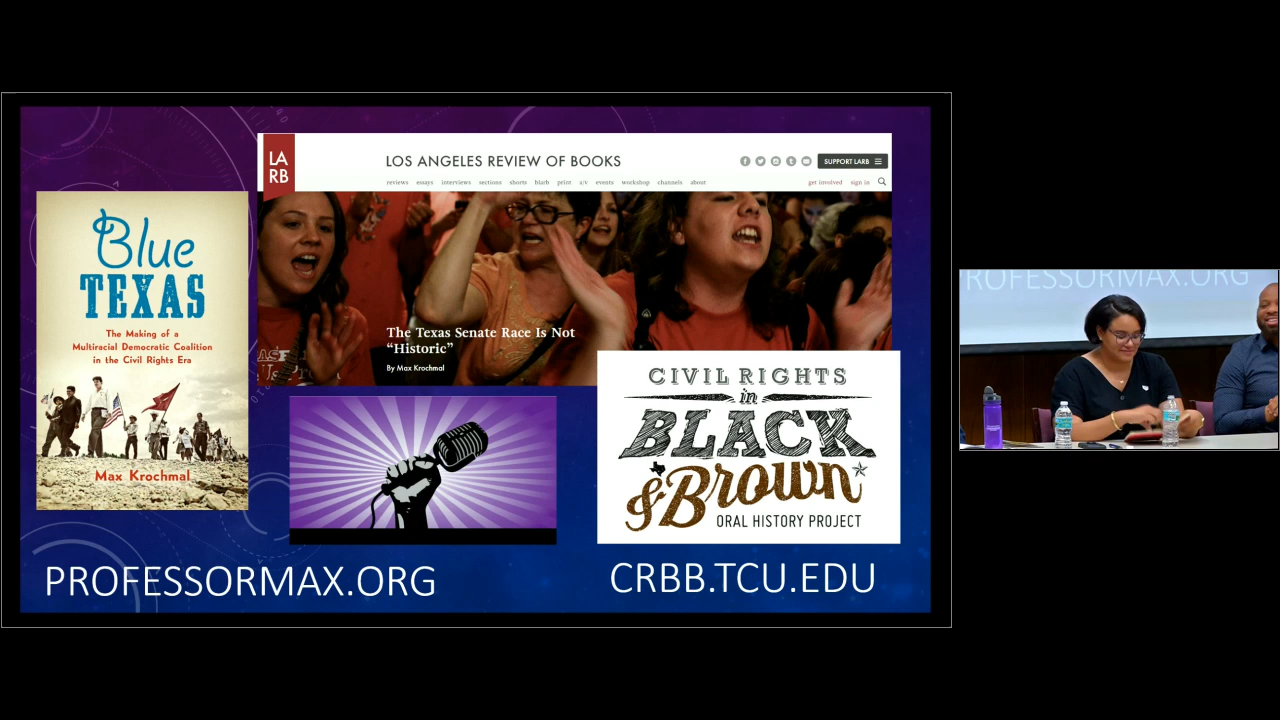 LA
RB
LOS ANGELES REVIEW OF BOOKS
SUPPORT LARB
reviews essays interviews sections shorts blarb print a/v events workshop channels about
get involved sign in
Blue
TEXAS
The Making of a
Multiracial Democratic Coalition
in the Civil Rights Era
Max Krochmal
The Texas Senate Race Is Not
“Historic”
By Max Krochmal
CIVIL RIGHTS
in
BLACK
&Brown
ORAL HISTORY PROJECT
PROFESSORMAX.ORG
CRBB.TCU.EDU
ROFESSORMAX.ORG